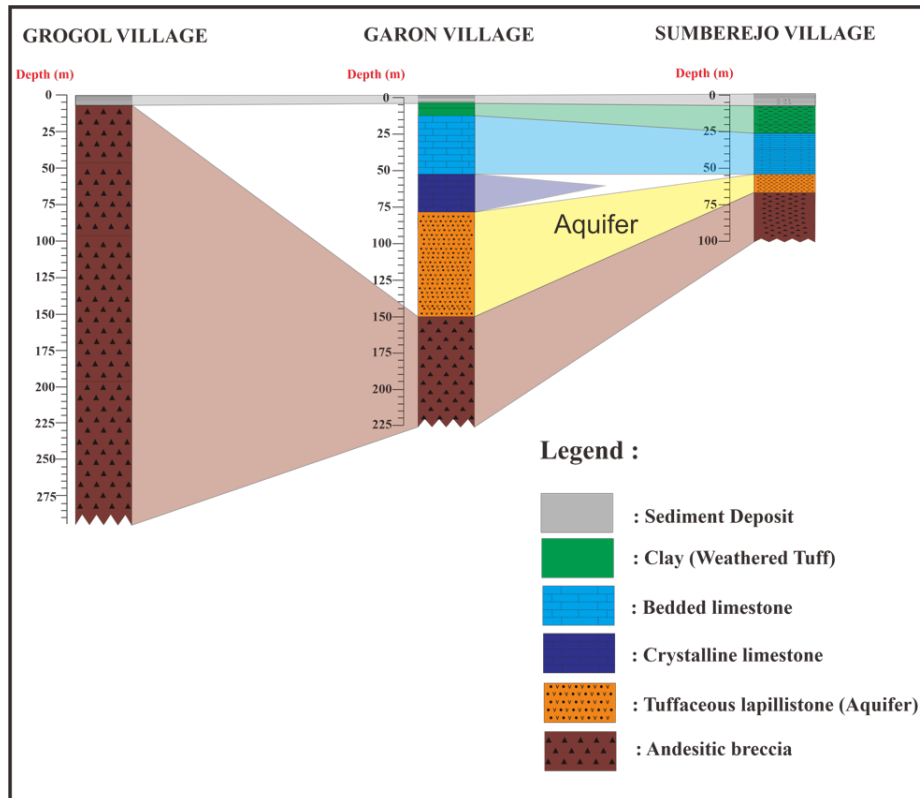 GROGOL VILLAGE
GARON VILLAGE
SUMBEREJO VILLAGE
Depth (m)
0
25
50
75
100
125
150
175
200
225
250
275
Depth (m)
0
25
50
75
100
125
150
175
200
225
Depth (m)
0
25
50
75
100
Aquifer
Legend :
: Sediment Deposit
: Clay (Weathered Tuff)
: Bedded limestone
: Crystalline limestone
: Tuffaceous lapillistone (Aquifer)
: Andesitic breccia